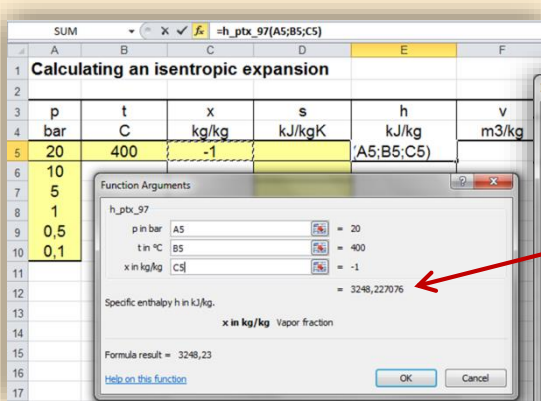 SUM =h_ptx_97(A5;B5;C5)
A B C D E F
1 Calculating an isentropic expansion
2
3 p t x s h v
4 bar C kg/kg kJ/kgK kJ/kg m3/kg
5 20 400 -1 (A5;B5;C5)
6 10
7 5
8 1
9 0,5
10 0,1
11
12
13
14
15
16
17
Function Arguments
h_ptx_97
p in bar A5 = 20
t in °C B5 = 400
x in kg/kg C5 = -1
= 3248,227076
Specific enthalpy h in kJ/kg.
x in kg/kg Vapor fraction
Formula result = 3248,23
Help on this function OK Cancel